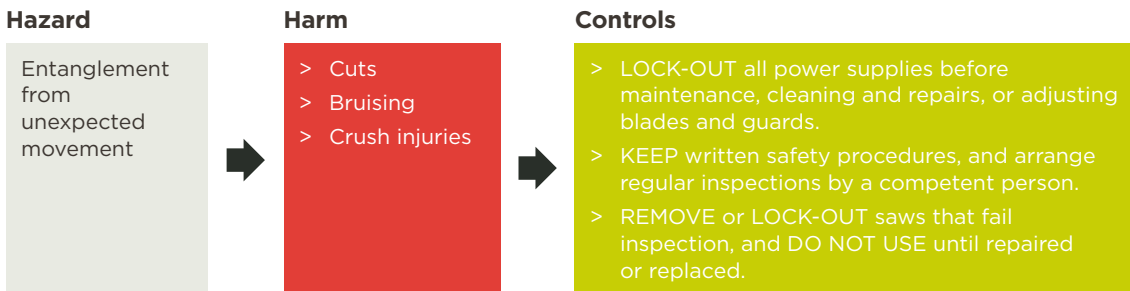 Hazard
Harm
Controls
Entanglement
from
unexpected
movement
> Cuts
> Bruising
> Crush injuries
> LOCK-OUT all power supplies before
maintenance, cleaning and repairs, or adjusting
blades and guards.
> KEEP written safety procedures, and arrange
regular inspections by a competent person.
> REMOVE or LOCK-OUT saws that fail
inspection, and DO NOT USE until repaired
or replaced.